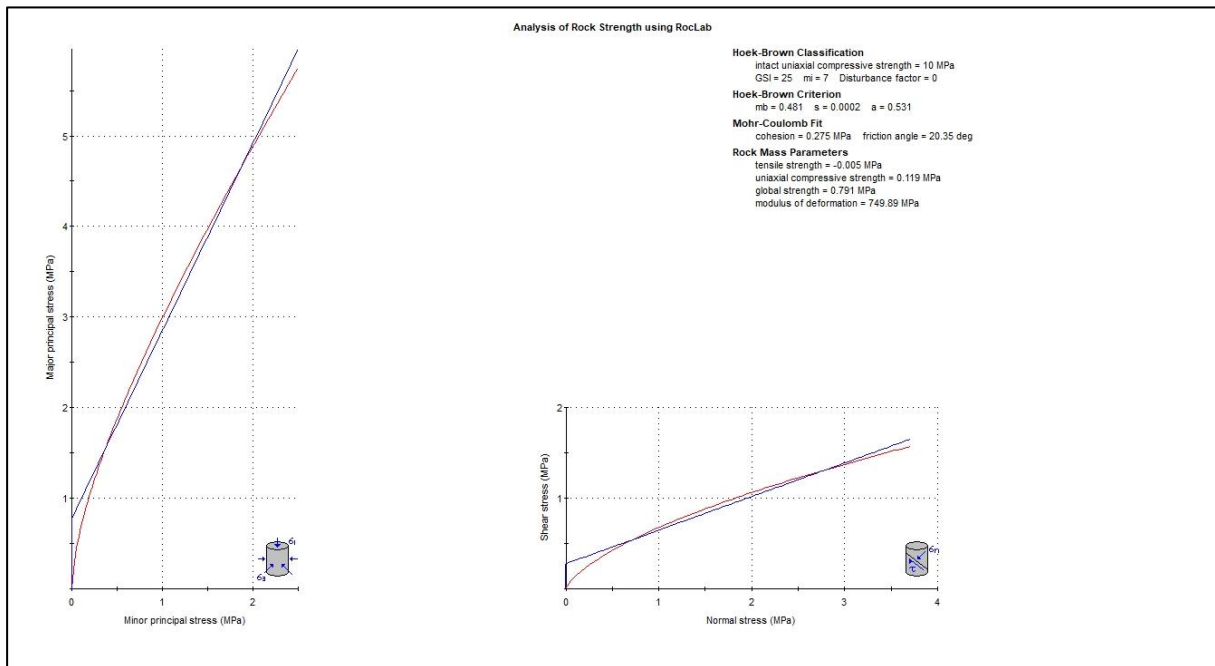 Analysis of Rock Strength using RocLab
Hoek-Brown Classification
intact uniaxial compressive strength = 10 MPa
GSI = 25 mi = 7 Disturbance factor = 0
Hoek-Brown Criterion
mb = 0.481 s = 0.0002 a = 0.531
Mohr-Coulomb Fit
cohesion = 0.275 MPa friction angle = 20.35 deg
Rock Mass Parameters
tensile strength = -0.005 MPa
uniaxial compressive strength = 0.119 MPa
global strength = 0.791 MPa
modulus of deformation = 749.89 MPa
Major principal stress (MPa)
5
4
3
2
1
0 1 2
Minor principal stress (MPa)
σ1
σ3
Shear stress (MPa)
2
1
0 1 2 3 4
Normal stress (MPa)
σn
τ